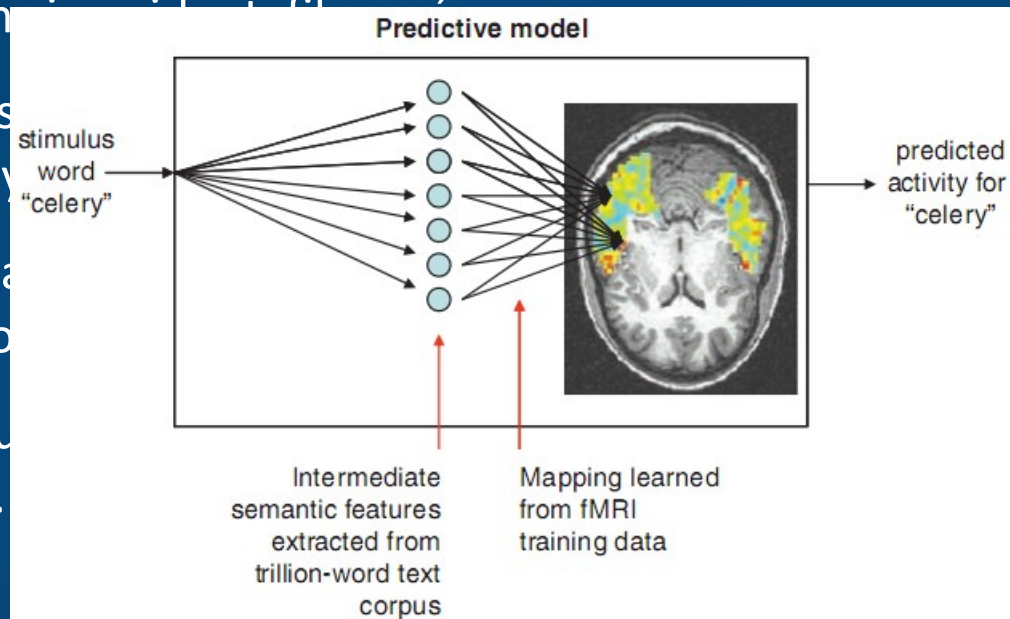 Predictive model
stimulus
word
“celery”
predicted
activity for
“celery”
Intermediate
semantic features
extracted from
trillion-word text
corpus
Mapping learned
from fMRI
training data